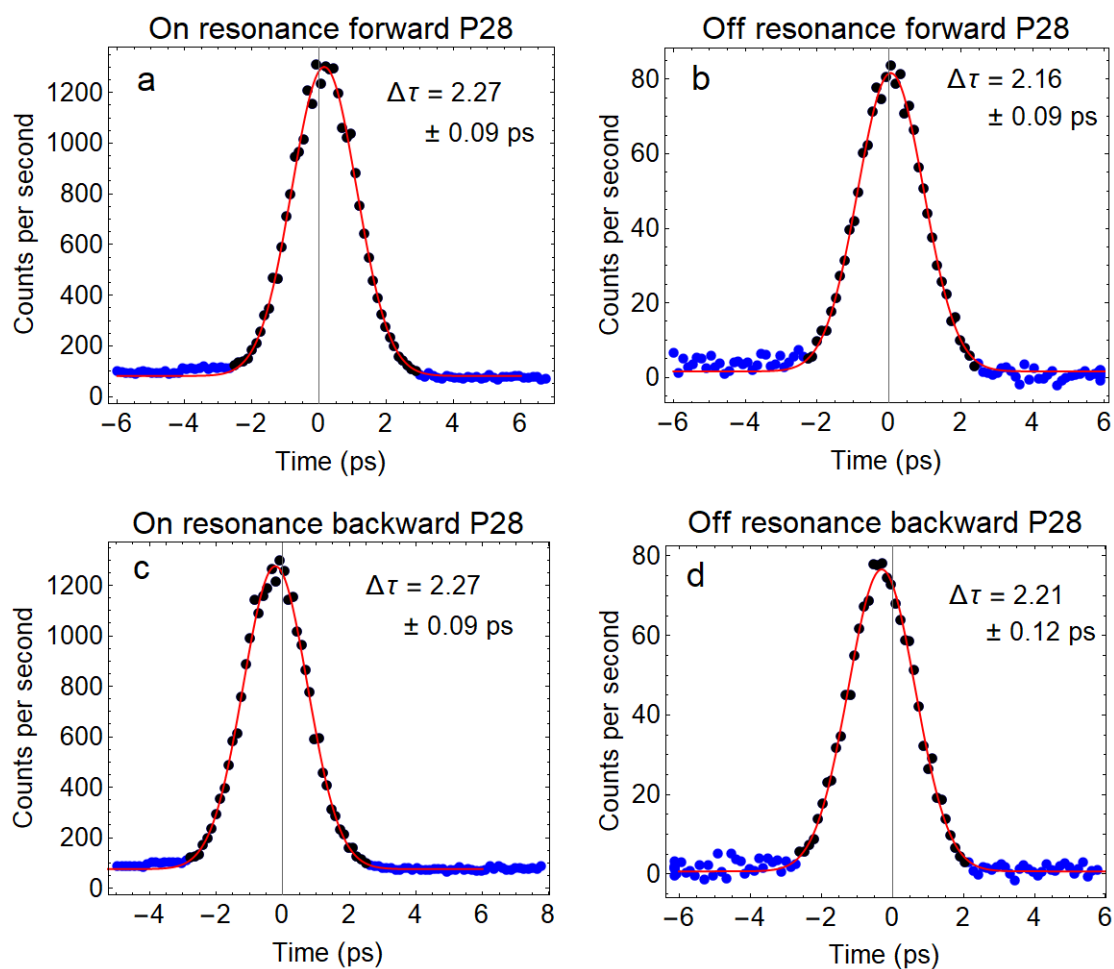 On resonance forward P28
a
Δτ = 2.27
± 0.09 ps
Counts per second
1200
1000
800
600
400
200
0
−6 −4 −2 0 2 4 6
Time (ps)
Off resonance forward P28
b
Δτ = 2.16
± 0.09 ps
Counts per second
80
60
40
20
0
−6 −4 −2 0 2 4 6
Time (ps)
On resonance backward P28
c
Δτ = 2.27
± 0.09 ps
Counts per second
1200
1000
800
600
400
200
0
−4 −2 0 2 4 6 8
Time (ps)
Off resonance backward P28
d
Δτ = 2.21
± 0.12 ps
Counts per second
80
60
40
20
0
−6 −4 −2 0 2 4 6
Time (ps)